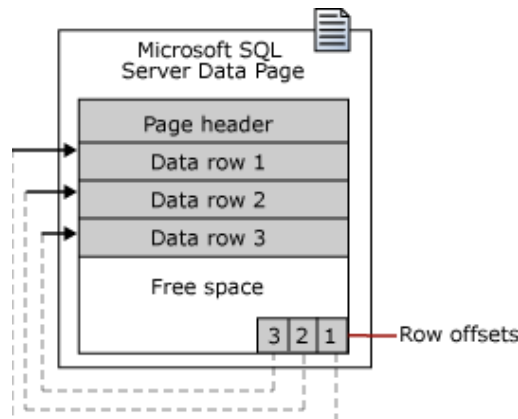 Microsoft SQL
Server Data Page
Page header
Data row 1
Data row 2
Data row 3
Free space
3 2 1
Row offsets